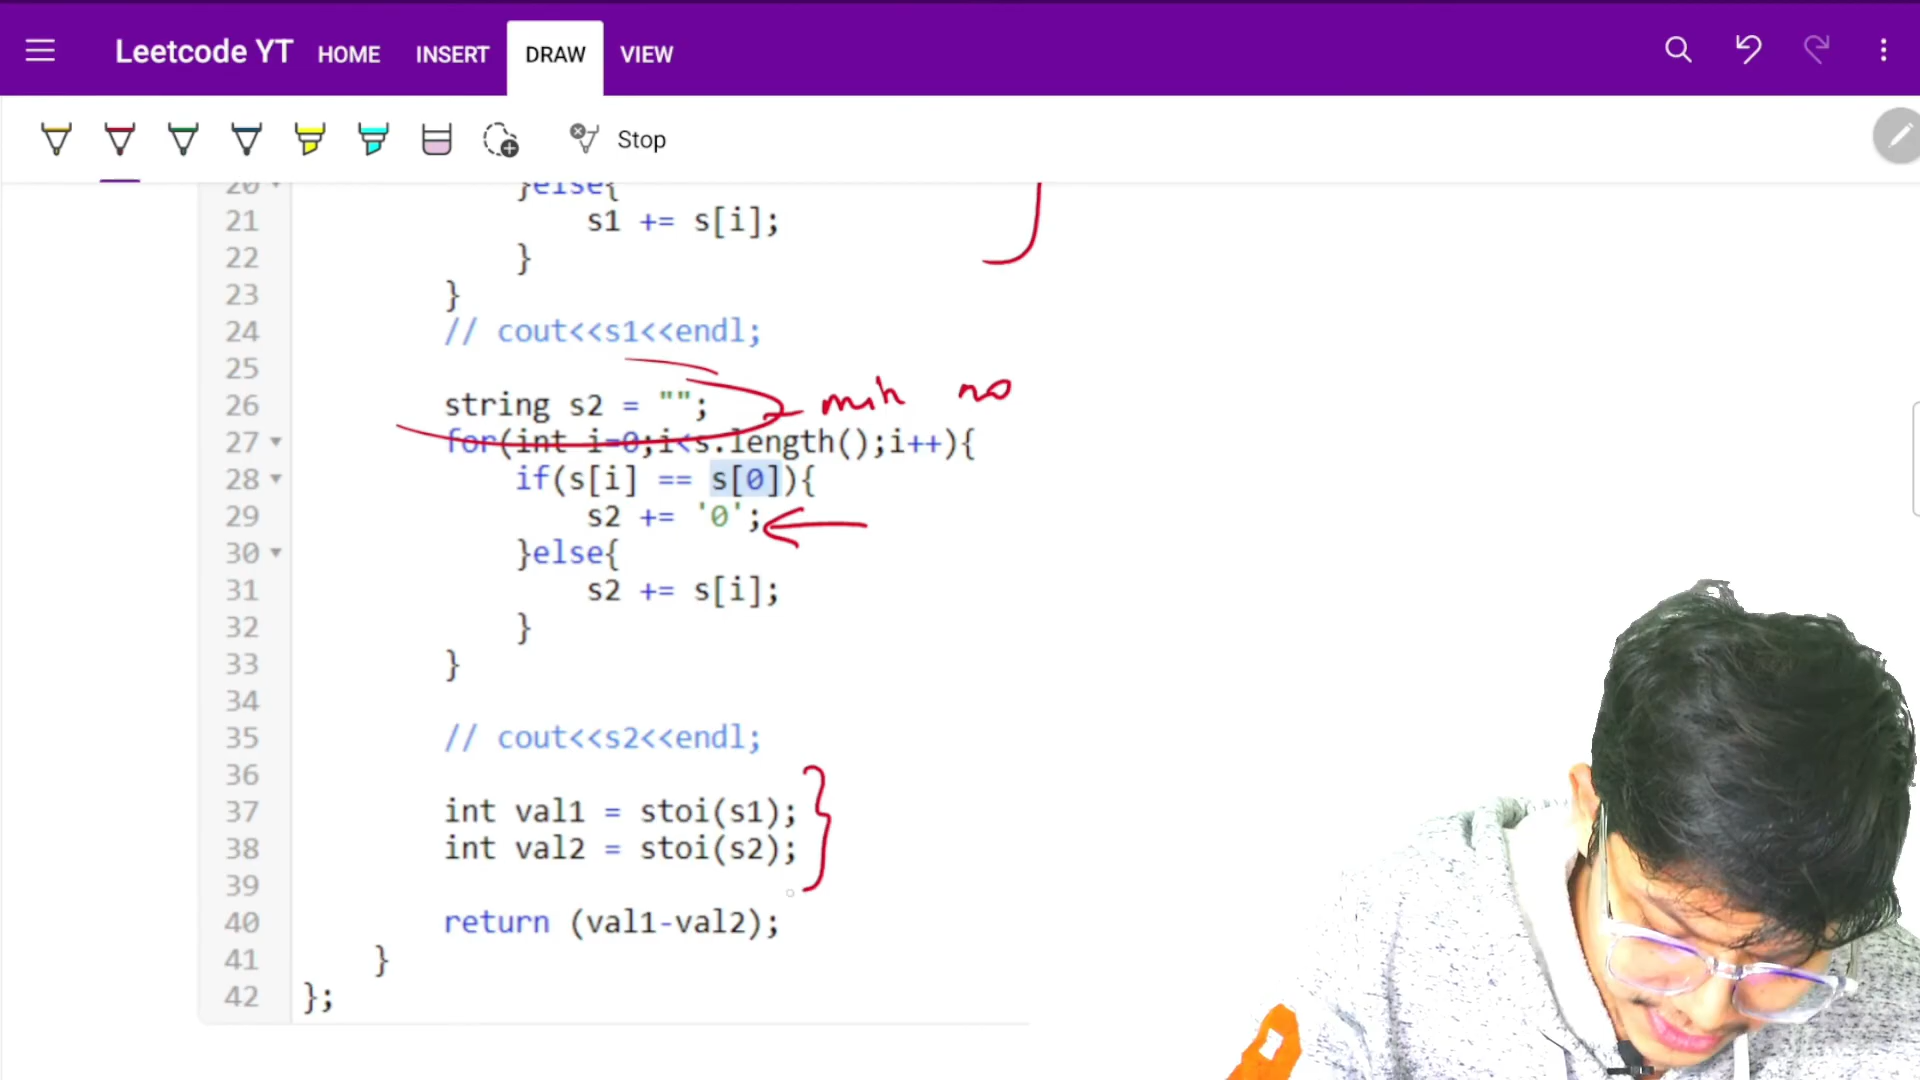 Leetcode YT HOME INSERT DRAW VIEW
Stop
20 }else{
21 s1 += s[i];
22 }
23 }
24 // cout<<s1<<endl;
25
26 string s2 = ""; min no
27 for(int i=0;i<s.length();i++){
28 if(s[i] == s[0]){
29 s2 += '0';
30 }else{
31 s2 += s[i];
32 }
33 }
34
35 // cout<<s2<<endl;
36
37 int val1 = stoi(s1);
38 int val2 = stoi(s2);
39
40 return (val1-val2);
41 }
42 };